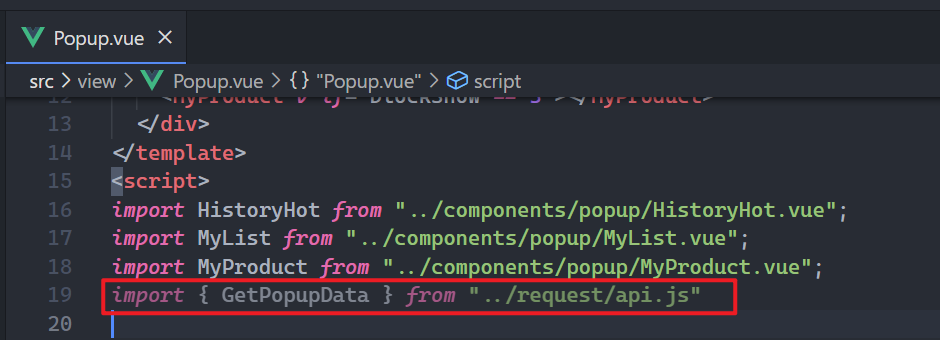 Popup.vue ×
src > view > Popup.vue > {} "Popup.vue" > script
13 </div>
14 </template>
15 <script>
16 import HistoryHot from "../components/popup/HistoryHot.vue";
17 import MyList from "../components/popup/MyList.vue";
18 import MyProduct from "../components/popup/MyProduct.vue";
19 import { GetPopupData } from "../request/api.js"
20